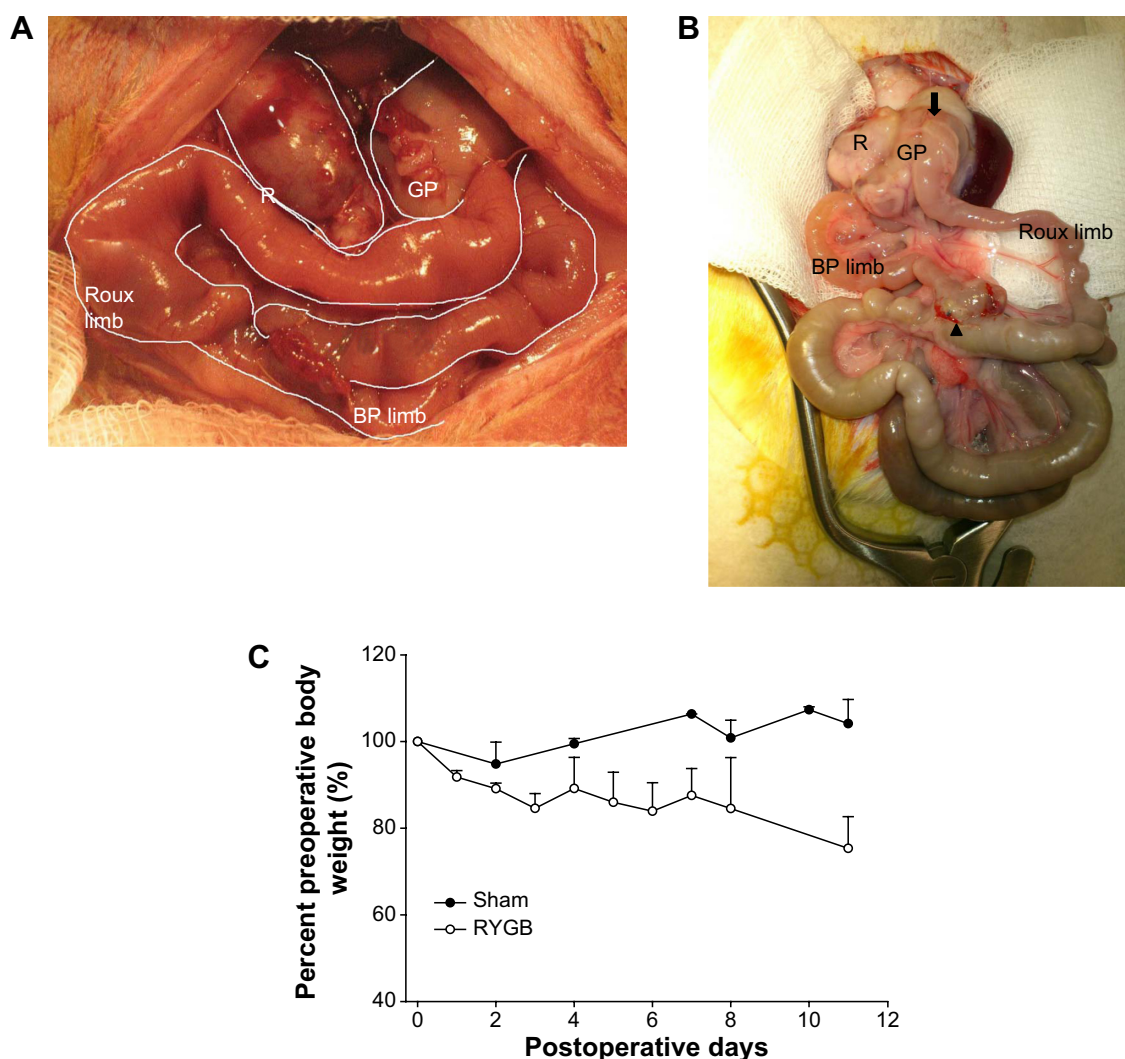 A
R
GP
Roux
limb
BP limb
B
R
GP
Roux limb
BP limb
C
Percent preoperative body
weight (%)
120
100
80
60
40
Sham
RYGB
0 2 4 6 8 10 12
Postoperative days